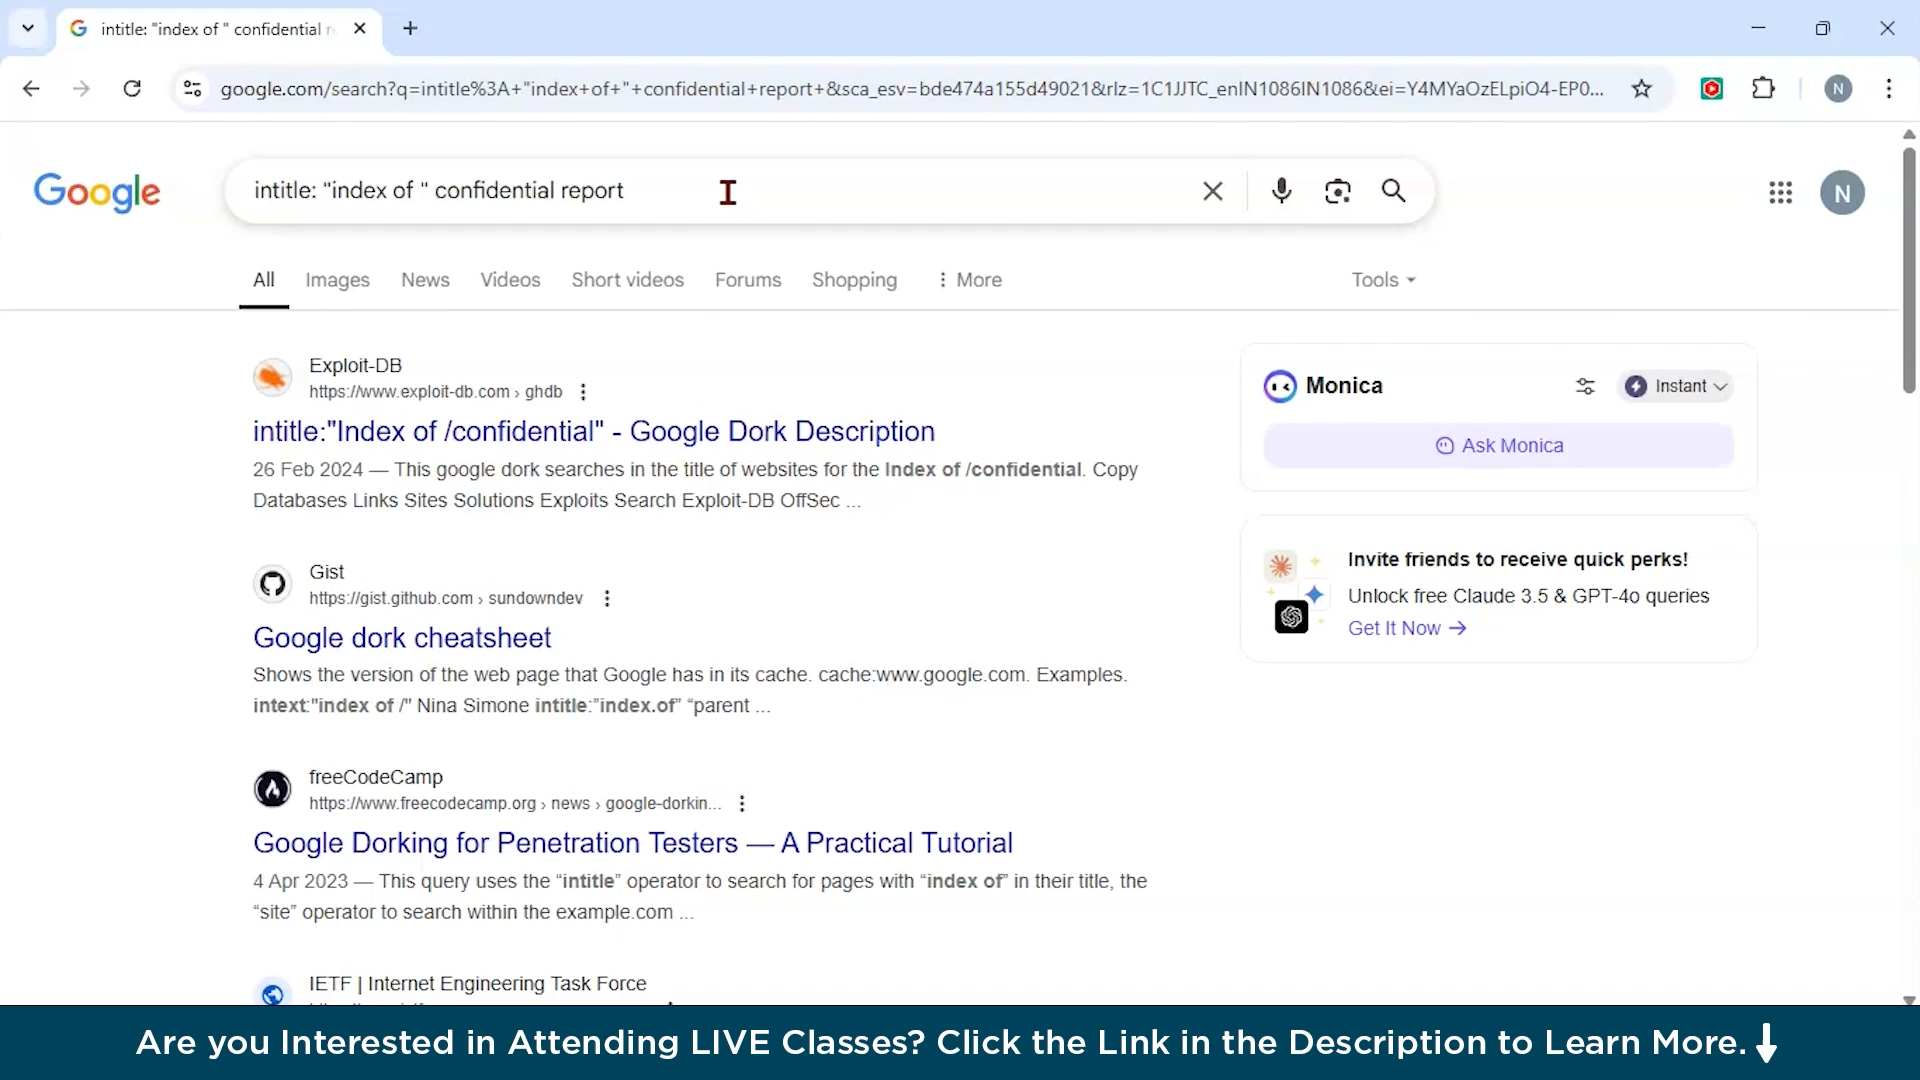 intitle: "index of " confidential r
google.com/search?q=intitle%3A+"index+of+"+confidential+report+&sca_esv=bde474a155d49021&rlz=1C1JJTC_enIN1086IN1086&ei=Y4MYaOzELpiO4-EP0...
N
Google
intitle: "index of " confidential report
N
All Images News Videos Short videos Forums Shopping More Tools
Exploit-DB
https://www.exploit-db.com › ghdb
intitle:"Index of /confidential" - Google Dork Description
26 Feb 2024 — This google dork searches in the title of websites for the Index of /confidential. Copy
Databases Links Sites Solutions Exploits Search Exploit-DB OffSec ...
Gist
https://gist.github.com › sundowndev
Google dork cheatsheet
Shows the version of the web page that Google has in its cache. cache:www.google.com. Examples.
intext:"index of /" Nina Simone intitle:”index.of” “parent ...
freeCodeCamp
https://www.freecodecamp.org › news › google-dorkin...
Google Dorking for Penetration Testers — A Practical Tutorial
4 Apr 2023 — This query uses the “intitle” operator to search for pages with “index of” in their title, the
“site” operator to search within the example.com ...
IETF | Internet Engineering Task Force
Monica
Instant
Ask Monica
Invite friends to receive quick perks!
Unlock free Claude 3.5 & GPT-4o queries
Get It Now →
Are you Interested in Attending LIVE Classes? Click the Link in the Description to Learn More.